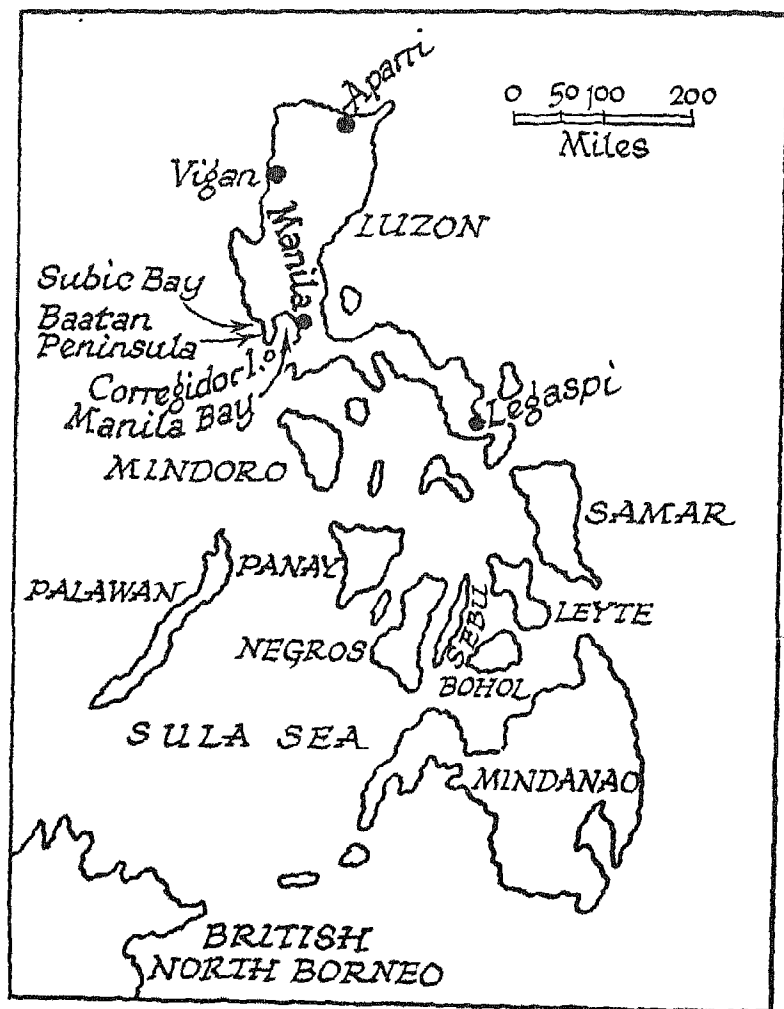 Aparri
0 50 100 200
Miles
Vigan
Manila
LUZON
Subic Bay
Baatan
Peninsula
Corregidor I.
Manila Bay
Legaspi
MINDORO
SAMAR
PANAY
PALAWAN
SEBU
LEYTE
NEGROS
BOHOL
SULA SEA
MINDANAO
BRITISH
NORTH BORNEO